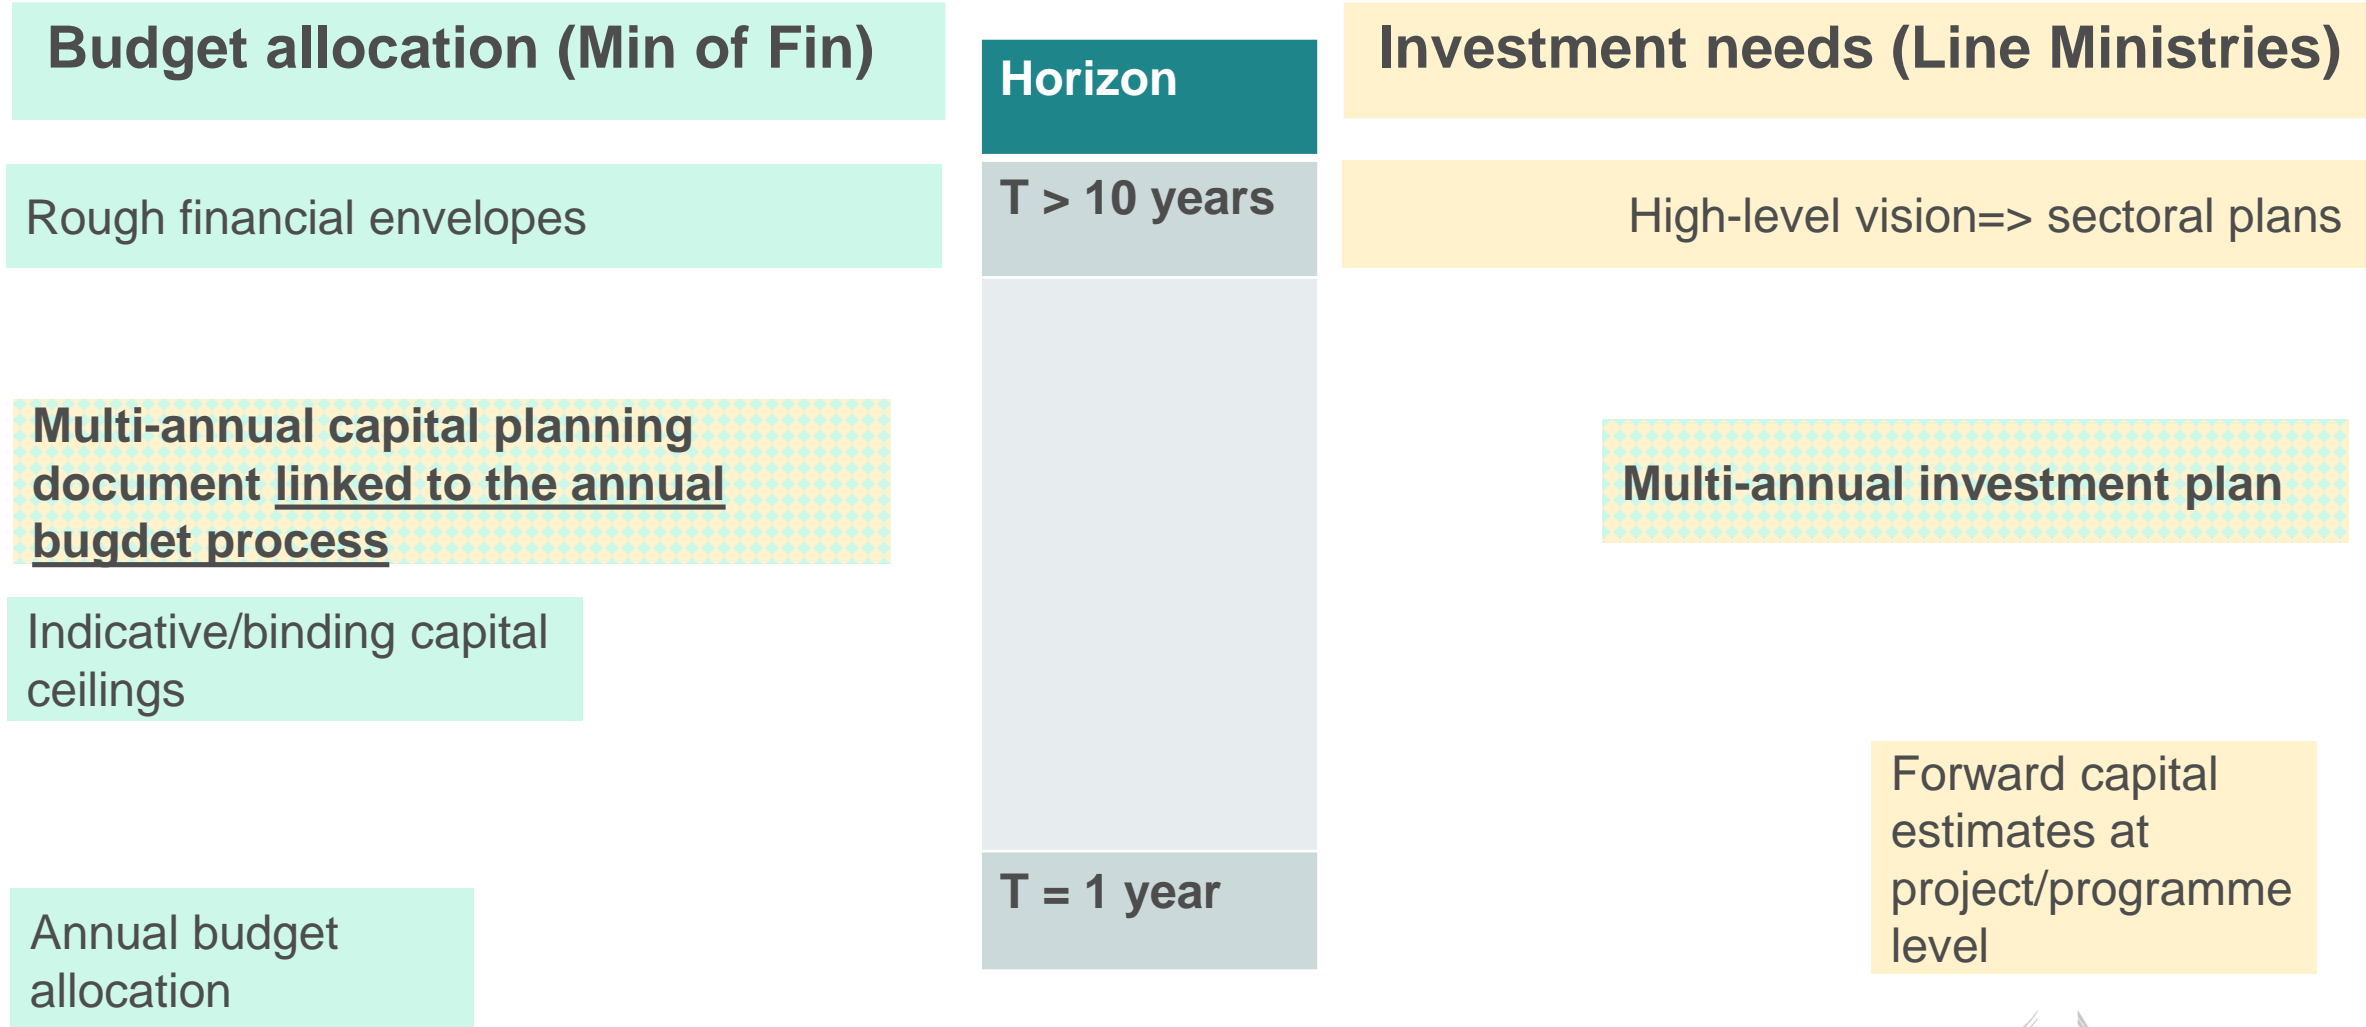 Budget allocation (Min of Fin)
Horizon
Investment needs (Line Ministries)
Rough financial envelopes
T > 10 years
High-level vision=> sectoral plans
Multi-annual capital planning
document linked to the annual
bugdet process
Multi-annual investment plan
Indicative/binding capital
ceilings
Forward capital
estimates at
project/programme
level
T = 1 year
Annual budget
allocation